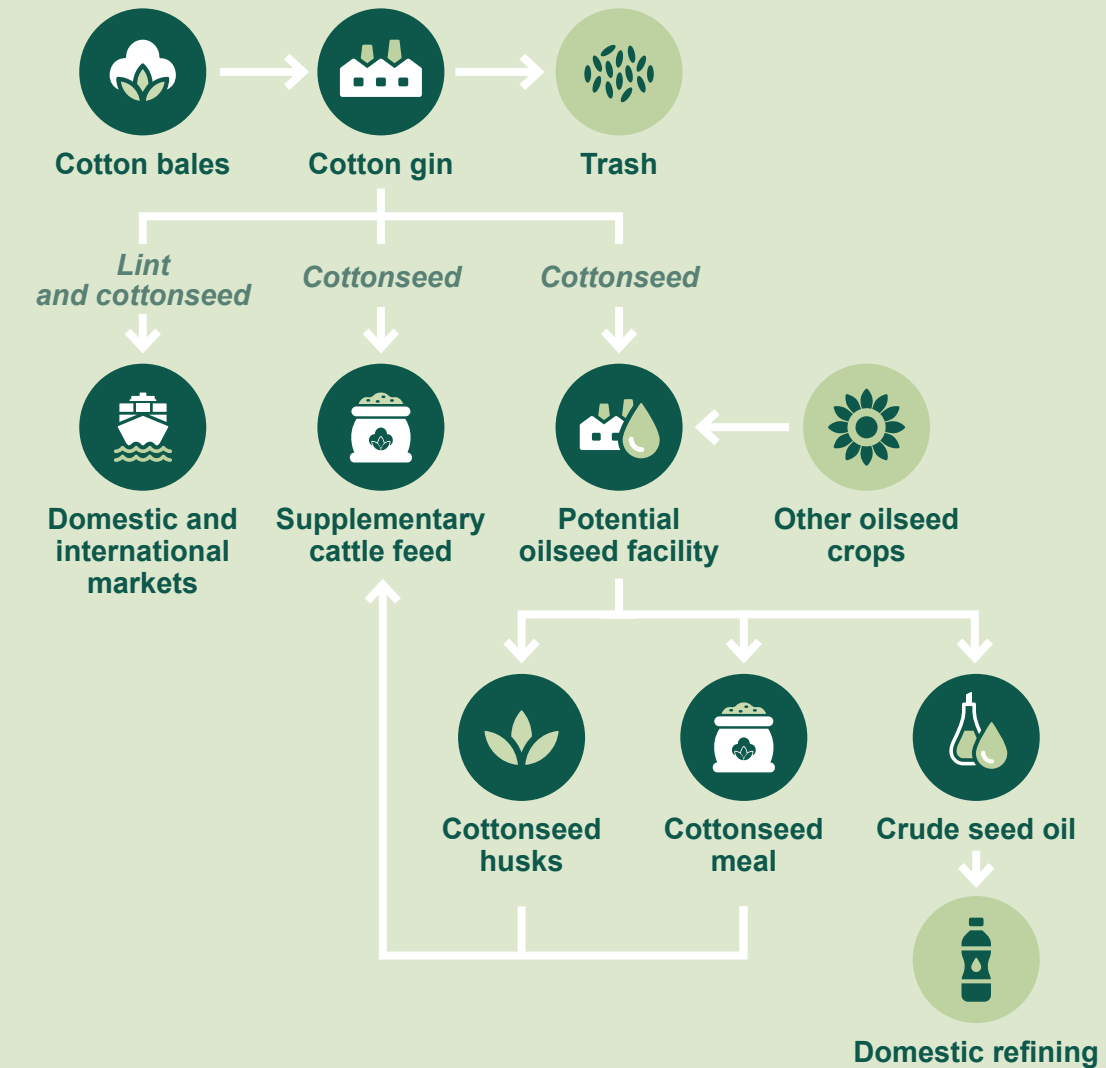 Cotton bales
Cotton gin
Trash
Lint
and cottonseed
Cottonseed
Cottonseed
Domestic and
international
markets
Supplementary
cattle feed
Potential
oilseed facility
Other oilseed
crops
Cottonseed
husks
Cottonseed
meal
Crude seed oil
Domestic refining